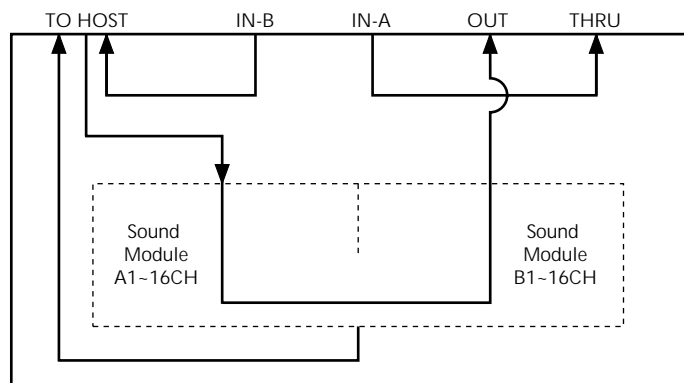 TO HOST IN-B IN-A OUT THRU
Sound
Module
A1~16CH
Sound
Module
B1~16CH